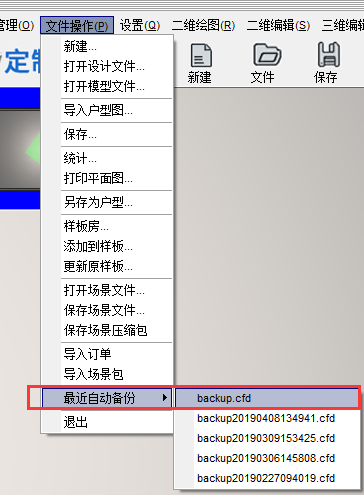 管理(O) 文件操作(F) 设置(Q) 二维绘图(R) 二维编辑(S) 三维编辑
定制
新建 文件 保存
新建...
打开设计文件...
打开模型文件...
导入户型图...
保存...
统计...
打印平面图...
另存为户型...
样板房...
添加到样板...
更新原样板...
打开场景文件...
保存场景文件...
保存场景压缩包
导入订单
导入场景包
最近自动备份
退出
backup.cfd
backup20190408134941.cfd
backup20190309153425.cfd
backup20190306145808.cfd
backup20190227094019.cfd